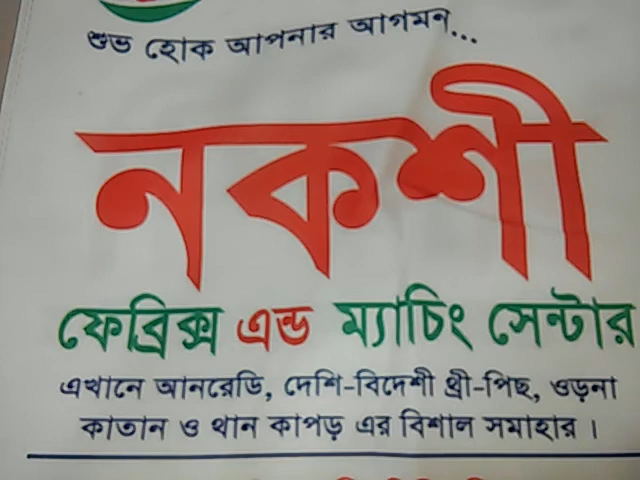 শুভ হোক আপনার আগমন...
নকশী
ফেব্রিক্স এন্ড ম্যাচিং সেন্টার
এখানে আনরেডি, দেশি-বিদেশী থ্রী-পিছ, ওড়না
কাতান ও থান কাপড় এর বিশাল সমাহার।